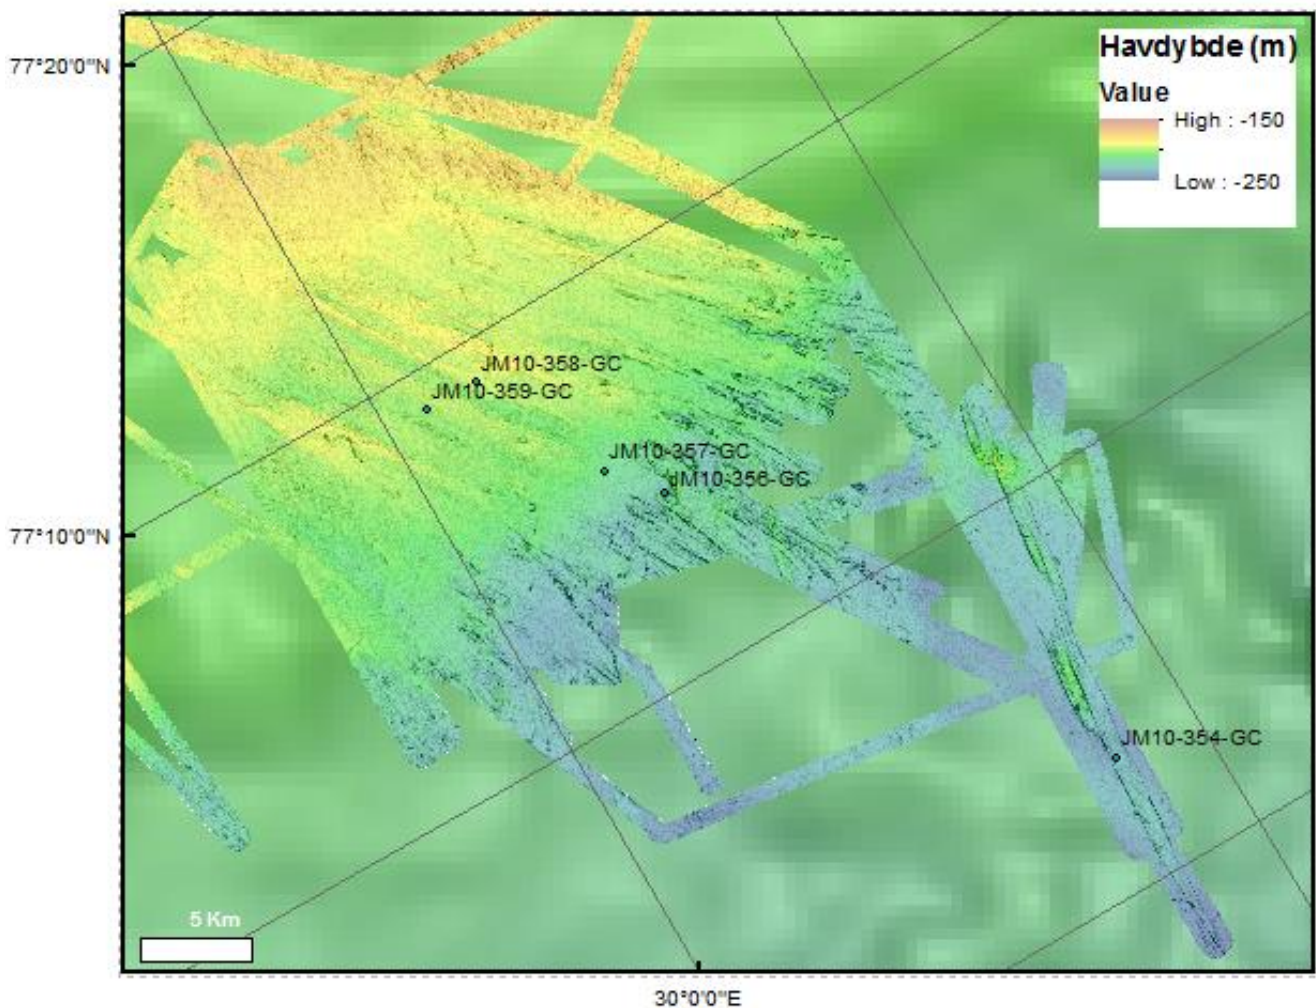 77°20'0"N
Havdybde (m)
Value
High : -150
Low : -250
JM10-358-GC
JM10-359-GC
JM10-357-GC
JM10-356-GC
77°10'0"N
JM10-354-GC
5 Km
30°0'0"E